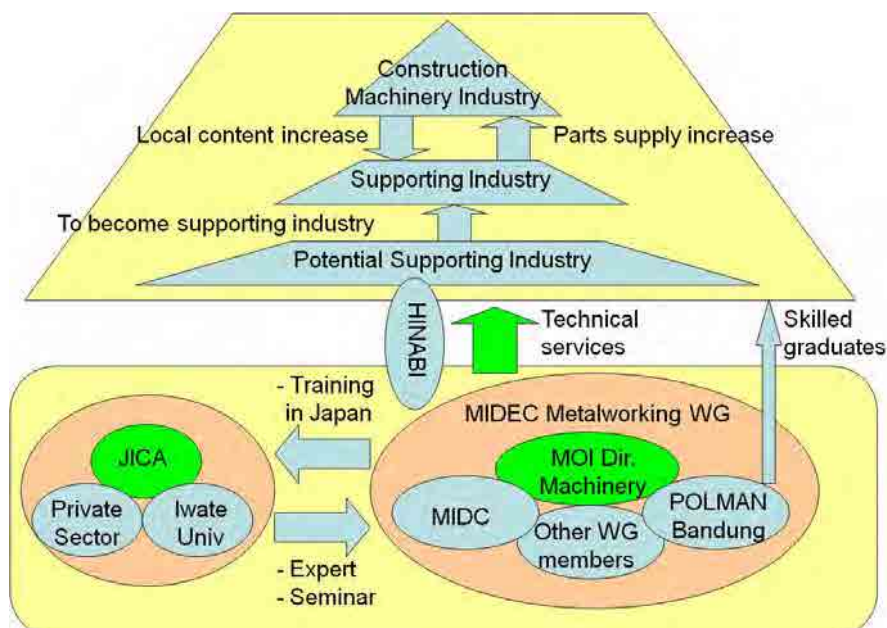 Construction
Machinery Industry
Local content increase
Parts supply increase
Supporting Industry
To become supporting industry
Potential Supporting Industry
HINABI
Technical
services
Skilled
graduates
- Training
in Japan
MIDEC Metalworking WG
JICA
Private
Sector
Iwate
Univ
MOI Dir.
Machinery
MIDC
Other WG
members
POLMAN
Bandung
- Expert
- Seminar